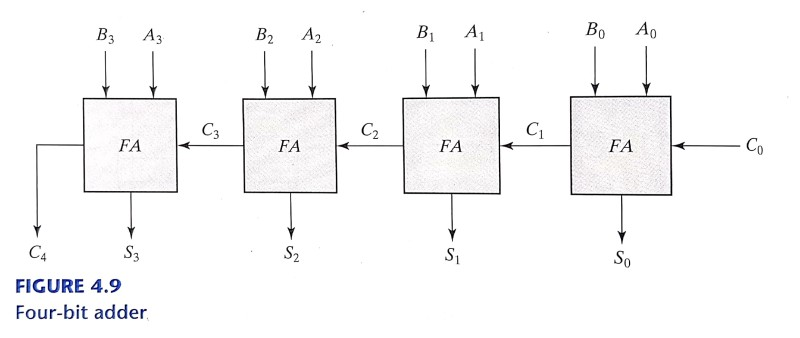 B₃ A₃ B₂ A₂ B₁ A₁ B₀ A₀
FA C₃ FA C₂ FA C₁ FA C₀
C₄ S₃ S₂ S₁ S₀
FIGURE 4.9
Four-bit adder